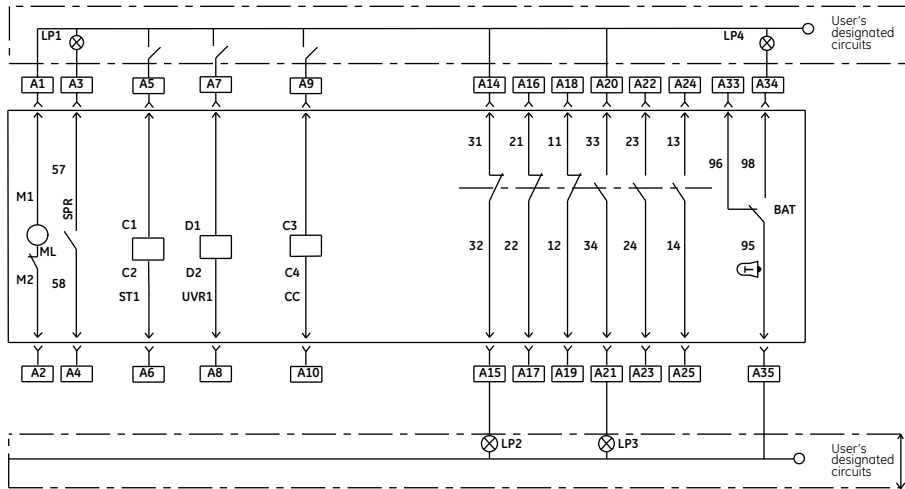 User's
designated
circuits
LP1
LP4
A1 A3 A5 A7 A9 A14 A16 A18 A20 A22 A24 A33 A34
31 21 11 33 23 13
96 98
57
M1
SPR
BAT
C1 D1 C3
ML
32 22 12 34 24 14
95
M2
58
C2 D2 C4
T
ST1 UVR1 CC
A2 A4 A6 A8 A10 A15 A17 A19 A21 A23 A25 A35
LP2 LP3
User's
designated
circuits